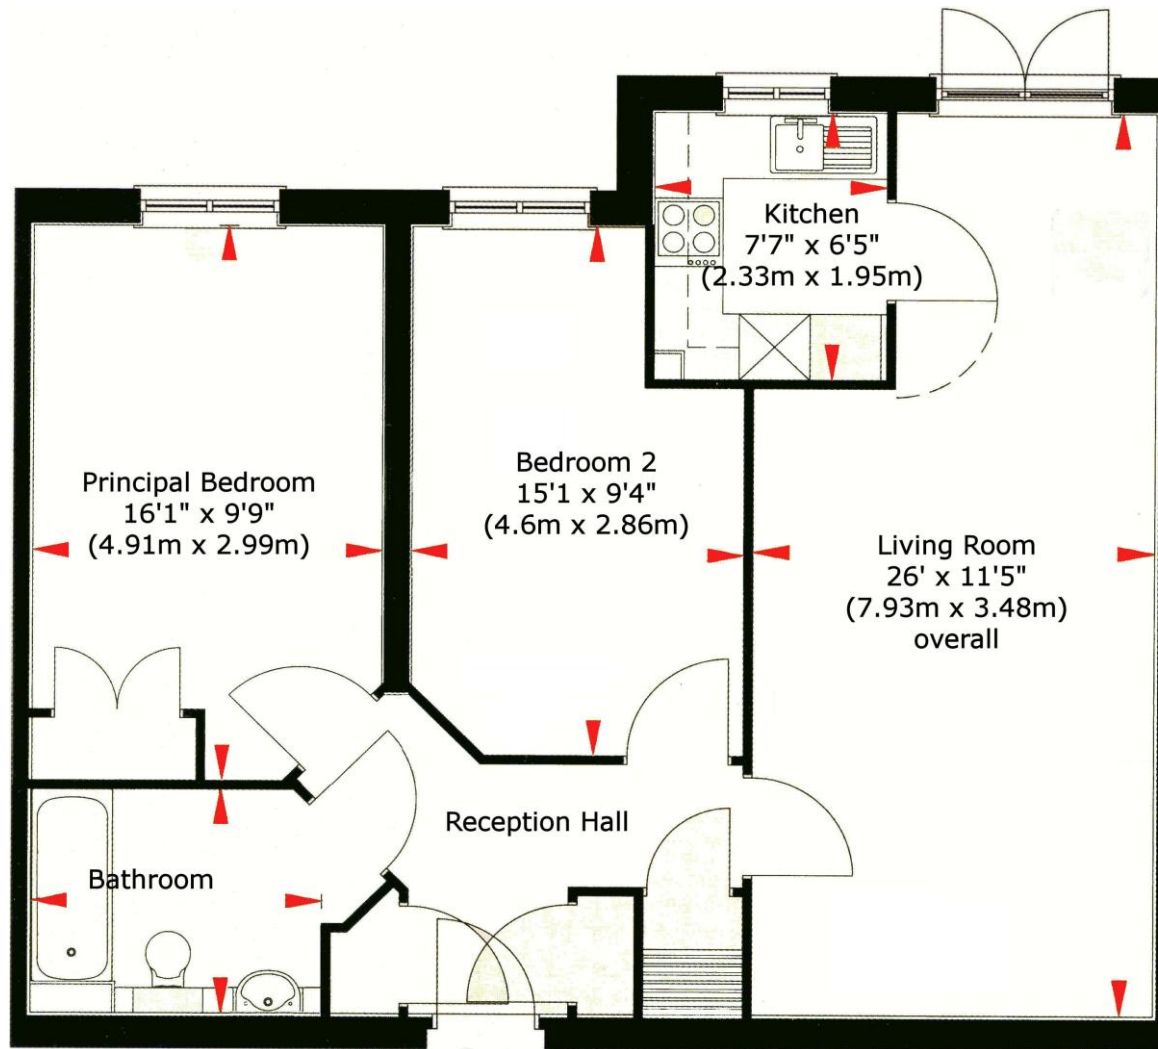 Kitchen
7'7" x 6'5"
(2.33m x 1.95m)
Principal Bedroom
16'1" x 9'9"
(4.91m x 2.99m)
Bedroom 2
15'1 x 9'4"
(4.6m x 2.86m)
Living Room
26' x 11'5"
(7.93m x 3.48m)
overall
Reception Hall
Bathroom